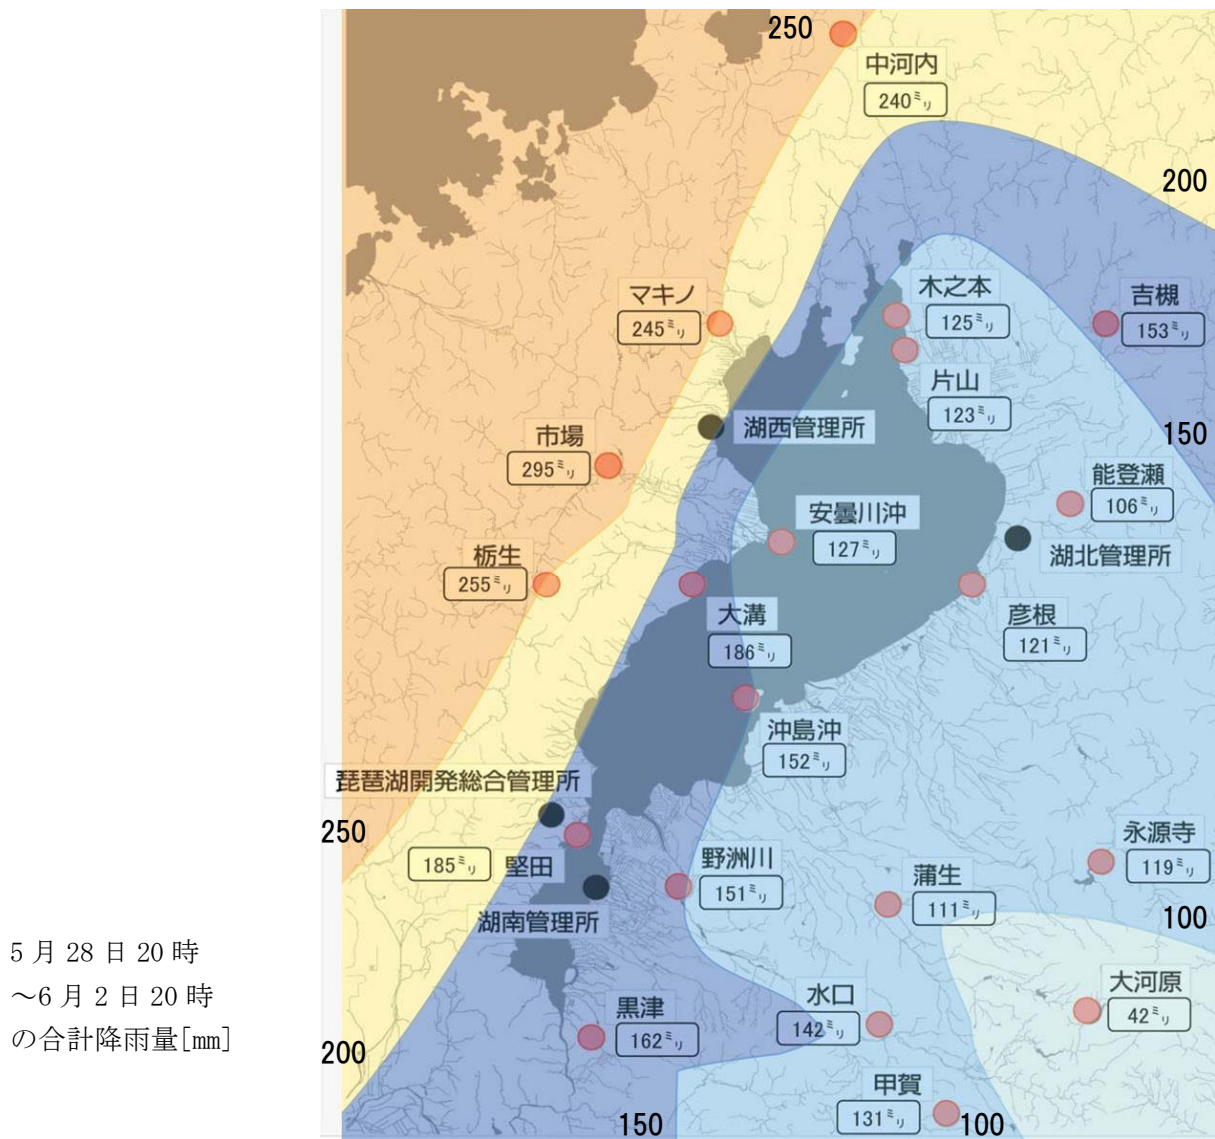 250
中河内
240ミリ
200
マキノ
245ミリ
木之本
125ミリ
吉槻
153ミリ
片山
123ミリ
湖西管理所
150
市場
295ミリ
能登瀬
106ミリ
安曇川沖
127ミリ
湖北管理所
栃生
255ミリ
大溝
186ミリ
彦根
121ミリ
沖島沖
152ミリ
琵琶湖開発総合管理所
250
185ミリ
堅田
野洲川
151ミリ
永源寺
119ミリ
蒲生
111ミリ
100
湖南管理所
5月28日20時
～6月2日20時
の合計降雨量[mm]
大河原
42ミリ
水口
142ミリ
黒津
162ミリ
200
甲賀
131ミリ
150
100